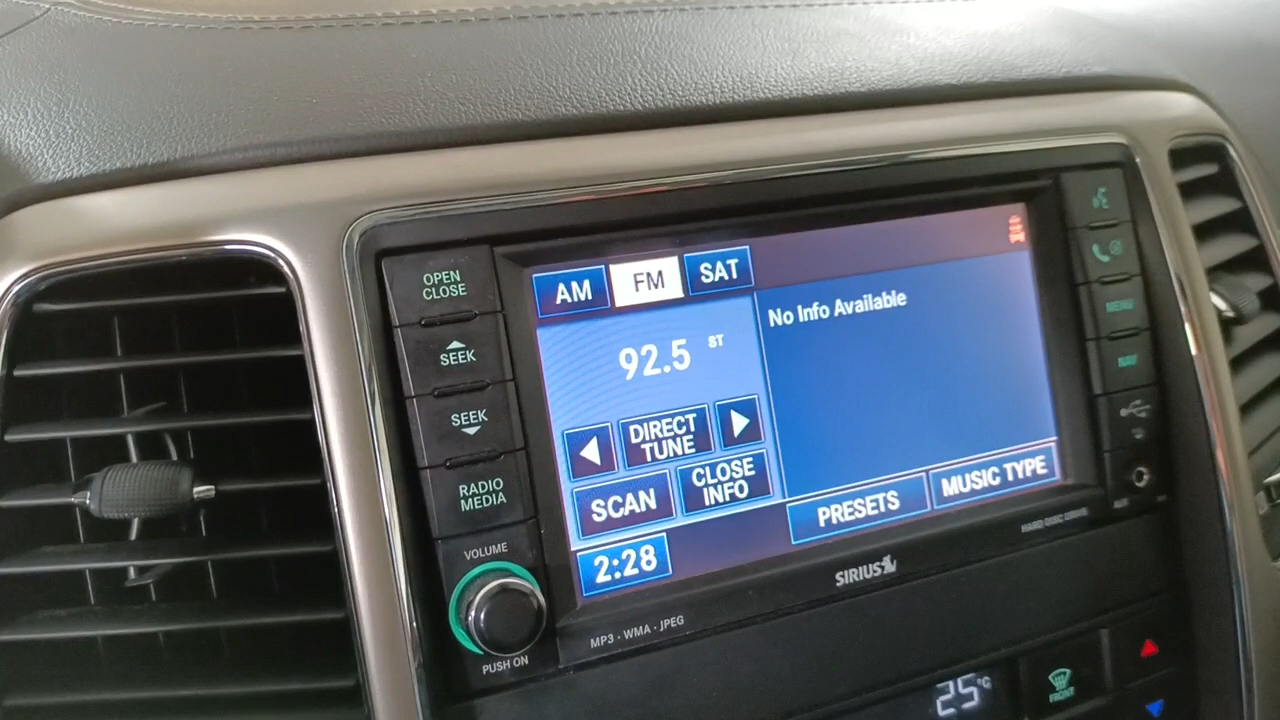 OPEN
CLOSE
SEEK
SEEK
RADIO
MEDIA
VOLUME
PUSH ON
AM
FM
SAT
92.5
ST
No Info Available
DIRECT
TUNE
SCAN
CLOSE
INFO
PRESETS
MUSIC TYPE
2:28
MP3 · WMA · JPEG
SIRIUS
HARD DISC DRIVE
MENU
NAV
AUX
25°C
FRONT